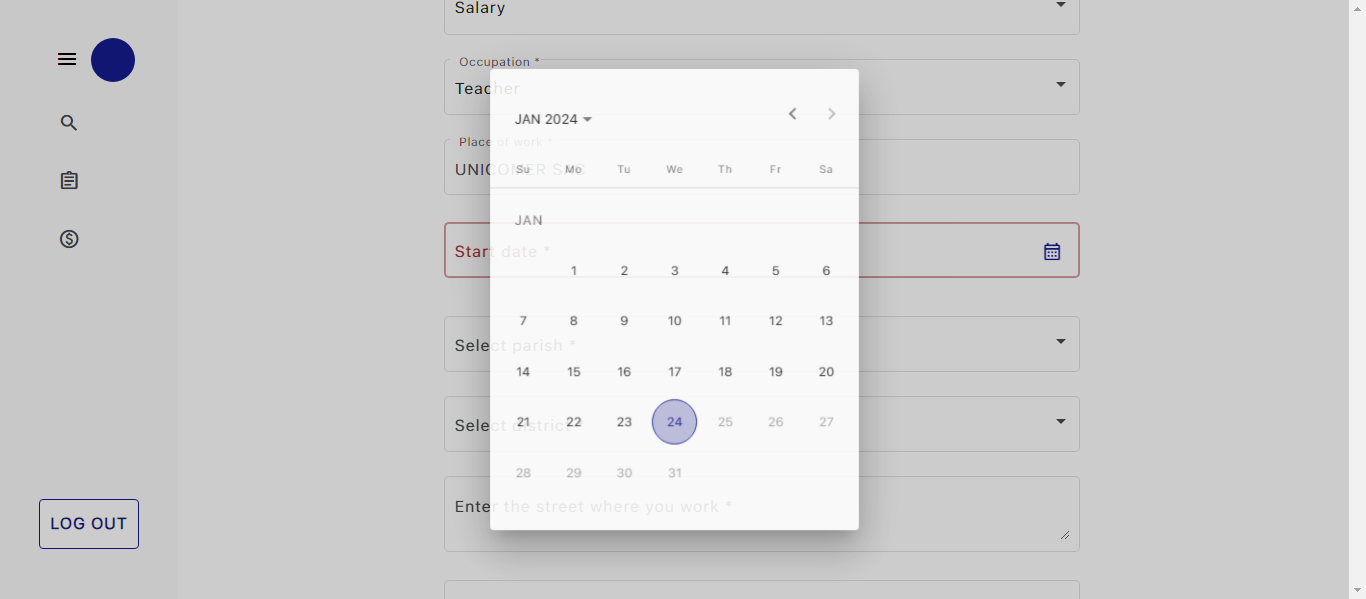 Salary
Occupation *
Teacher
Place of work *
UNICOMER SAC
Start date *
Select parish *
Select district *
Enter the street where you work *
JAN 2024
Su Mo Tu We Th Fr Sa
JAN
1 2 3 4 5 6
7 8 9 10 11 12 13
14 15 16 17 18 19 20
21 22 23 24 25 26 27
28 29 30 31
LOG OUT